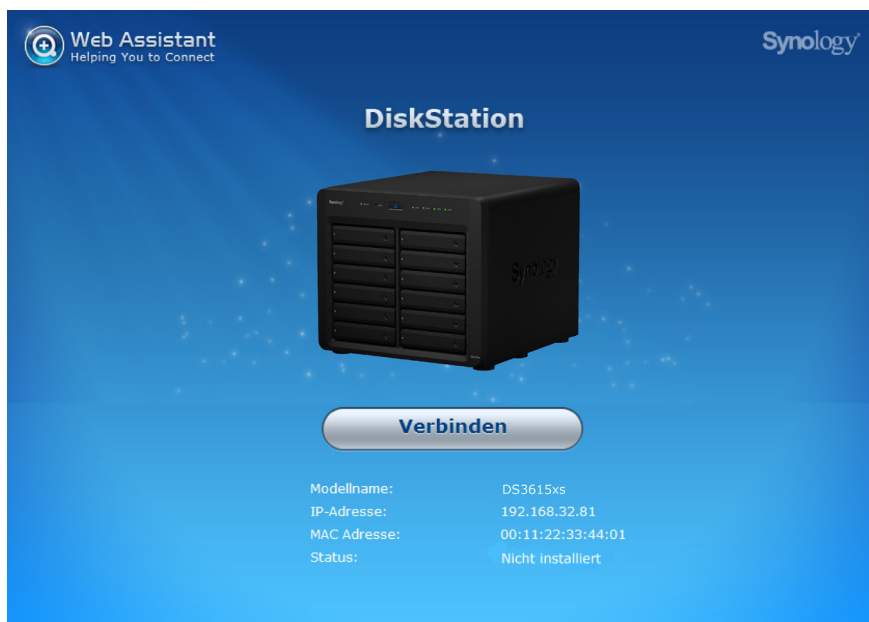 Web Assistant
Helping You to Connect
Synology
DiskStation
Synology
Verbinden
Modellname: DS3615xs
IP-Adresse: 192.168.32.81
MAC Adresse: 00:11:22:33:44:01
Status: Nicht installiert